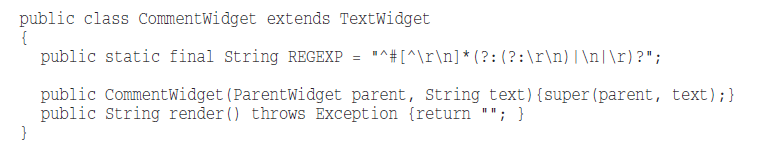 public class CommentWidget extends TextWidget
{
  public static final String REGEXP = "^#[^\r\n]*(?:(?:\r\n)|\n|\r)?";

  public CommentWidget(ParentWidget parent, String text){super(parent, text);}
  public String render() throws Exception {return ""; }
}